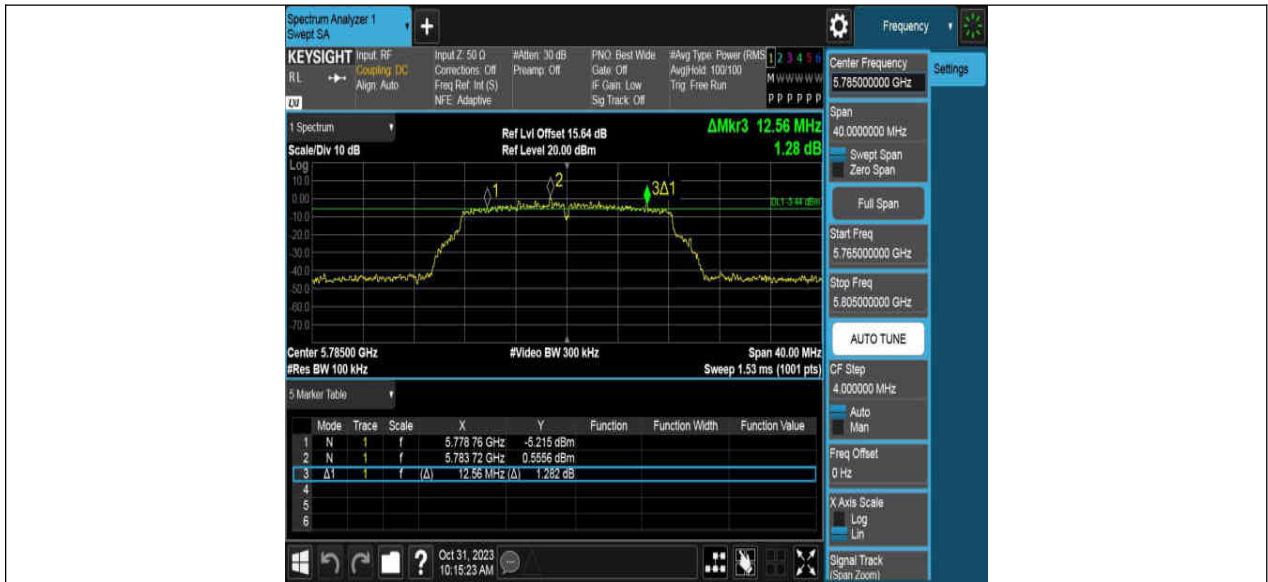 Spectrum Analyzer 1
Swept SA
+
Frequency
KEYSIGHT
RL
LXI
Input: RF
Coupling: DC
Align: Auto
Input Z: 50 Ω
Corrections: Off
Freq Ref: Int (S)
NFE: Adaptive
#Atten: 30 dB
Preamp: Off
PNO: Best Wide
Gate: Off
IF Gain: Low
Sig Track: Off
#Avg Type: Power (RMS
Avg|Hold: 100/100
Trig: Free Run
1 2 3 4 5 6
M W W W W W
P P P P P P
Center Frequency
5.785000000 GHz
Settings
1 Spectrum
Scale/Div 10 dB
Ref Lvl Offset 15.64 dB
Ref Level 20.00 dBm
ΔMkr3 12.56 MHz
1.28 dB
Log
10.0
0.00
-10.0
-20.0
-30.0
-40.0
-50.0
-60.0
-70.0
1
2
3Δ1
DL1 -5.44 dBm
Center 5.78500 GHz
#Res BW 100 kHz
#Video BW 300 kHz
Span 40.00 MHz
Sweep 1.53 ms (1001 pts)
Span
40.0000000 MHz
Swept Span
Zero Span
Full Span
Start Freq
5.765000000 GHz
Stop Freq
5.805000000 GHz
AUTO TUNE
CF Step
4.000000 MHz
Auto
Man
Freq Offset
0 Hz
X Axis Scale
Log
Lin
Signal Track
(Span Zoom)
5 Marker Table
Mode Trace Scale X Y Function Function Width Function Value
1 N 1 f 5.778 76 GHz -5.215 dBm
2 N 1 f 5.783 72 GHz 0.5556 dBm
3 Δ1 1 f (Δ) 12.56 MHz (Δ) 1.282 dB
4
5
6
?
Oct 31, 2023
10:15:23 AM